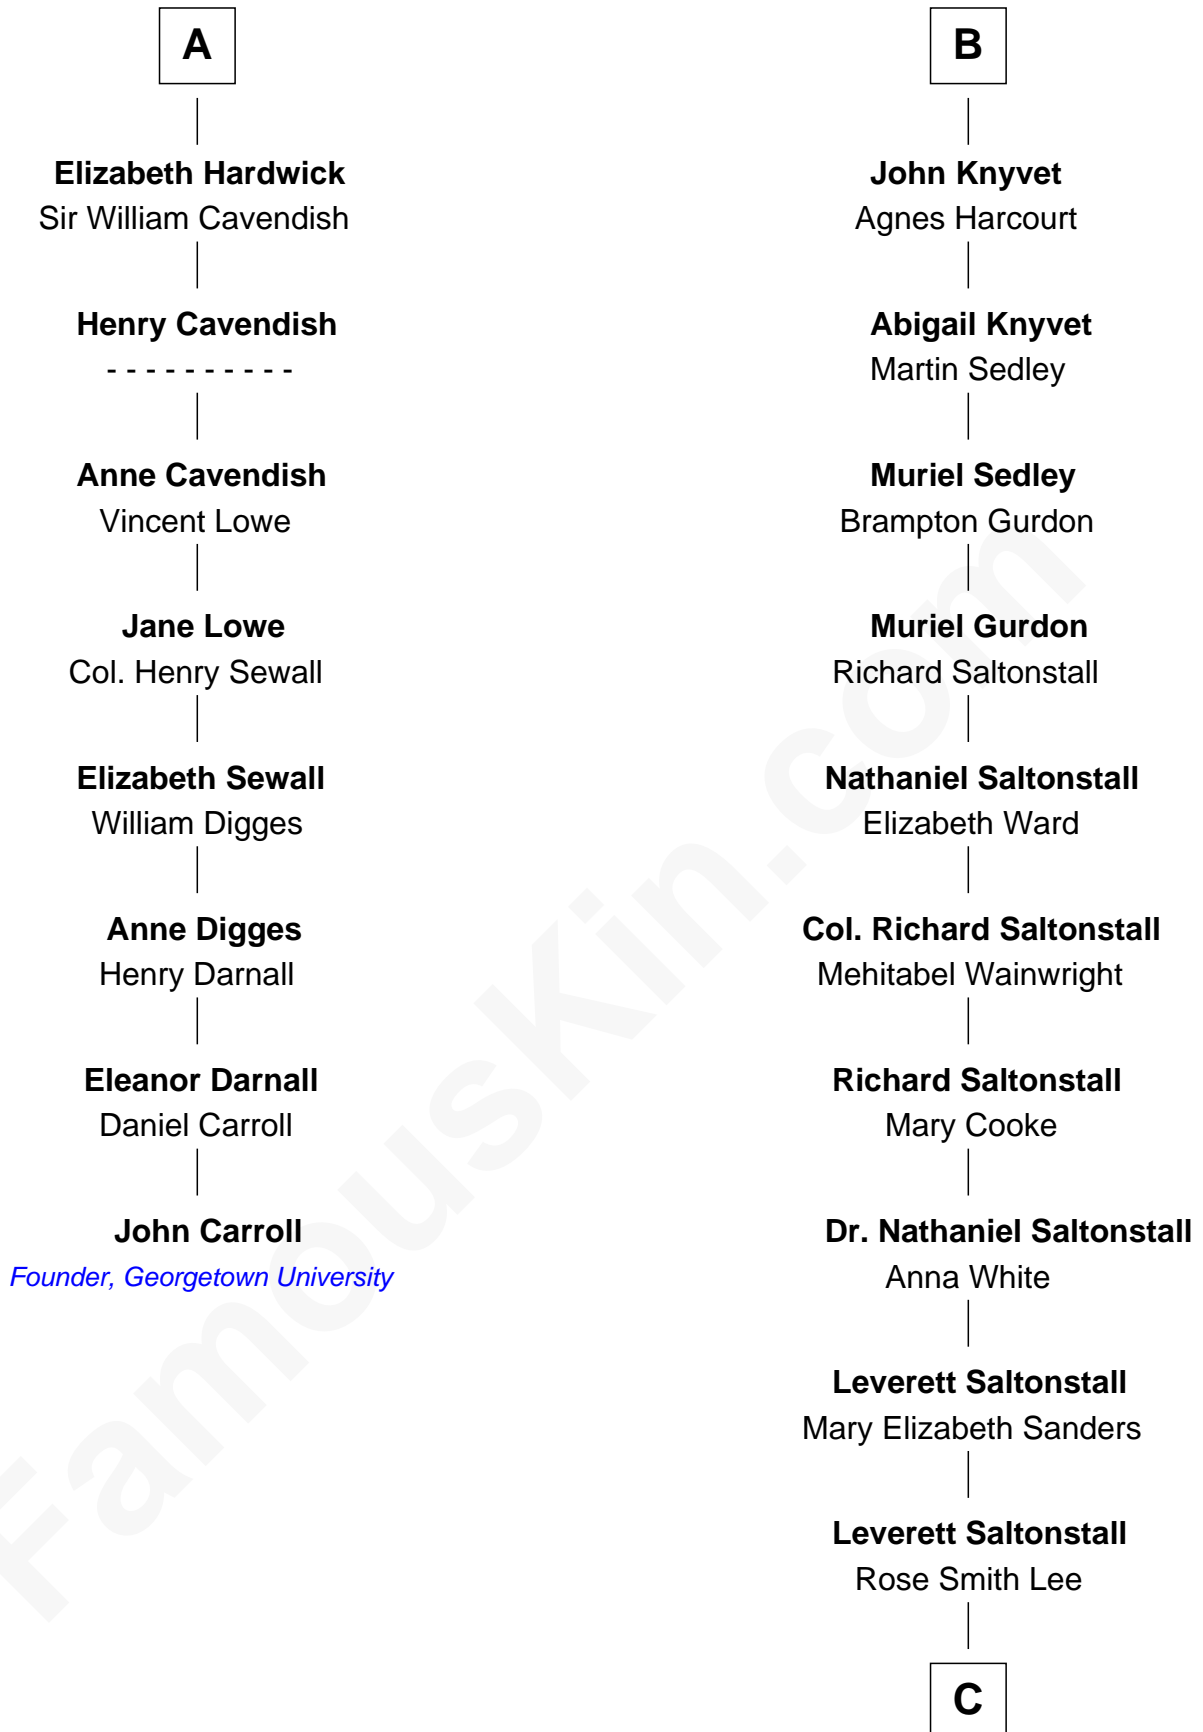 A
Elizabeth Hardwick
Sir William Cavendish
Henry Cavendish
- - - - - - - - - -
Anne Cavendish
Vincent Lowe
Jane Lowe
Col. Henry Sewall
Elizabeth Sewall
William Digges
Anne Digges
Henry Darnall
Eleanor Darnall
Daniel Carroll
John Carroll
Founder, Georgetown University
B
John Knyvet
Agnes Harcourt
Abigail Knyvet
Martin Sedley
Muriel Sedley
Brampton Gurdon
Muriel Gurdon
Richard Saltonstall
Nathaniel Saltonstall
Elizabeth Ward
Col. Richard Saltonstall
Mehitabel Wainwright
Richard Saltonstall
Mary Cooke
Dr. Nathaniel Saltonstall
Anna White
Leverett Saltonstall
Mary Elizabeth Sanders
Leverett Saltonstall
Rose Smith Lee
C
FamousKin.com